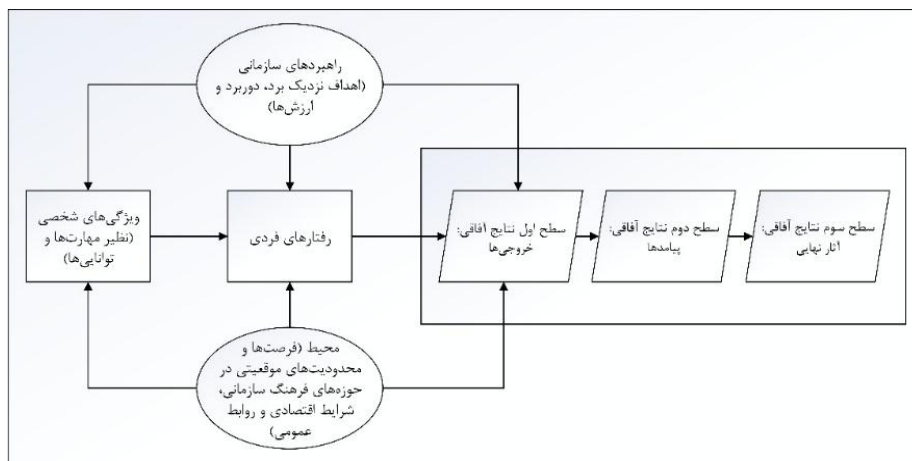 راهبردهای سازمانی
(اهداف نزدیک برد، دوربرد و
ارزش‌ها)
ویژگی‌های شخصی
(نظیر مهارت‌ها و
توانایی‌ها)
رفتارهای فردی
سطح اول نتایج آفاقی:
خروجی‌ها
سطح دوم نتایج آفاقی:
پیامدها
سطح سوم نتایج آفاقی:
آثار نهایی
محیط (فرصت‌ها و
محدودیت‌های موقعیتی در
حوزه‌های فرهنگ سازمانی،
شرایط اقتصادی و روابط
عمومی)